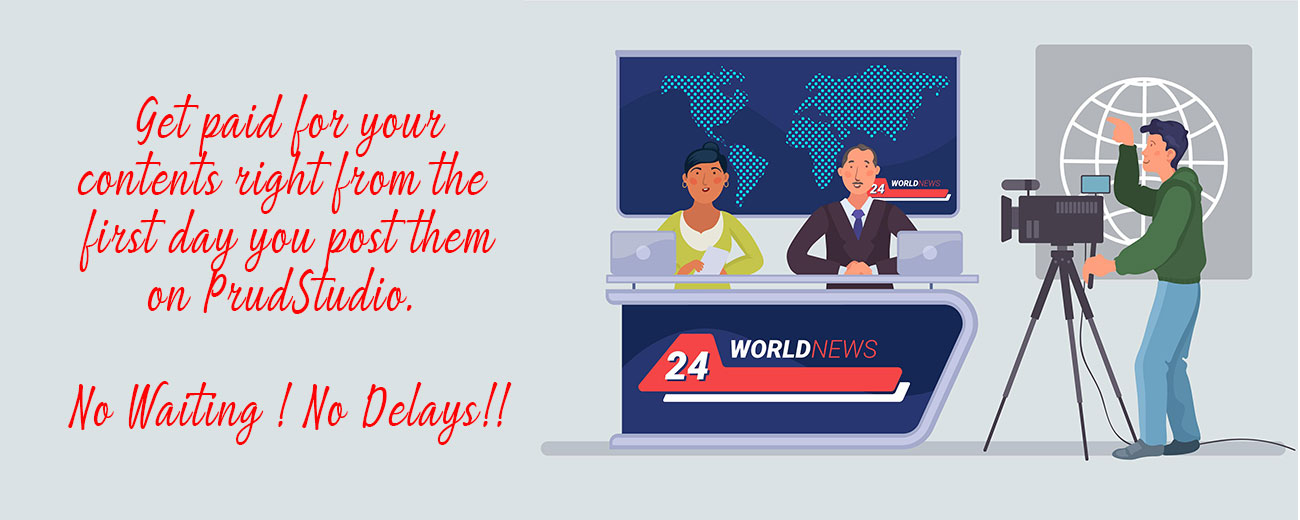 Get paid for your
contents right from the
first day you post them
on PrudStudio.
No Waiting ! No Delays!!
24 WORLDNEWS
24 WORLDNEWS